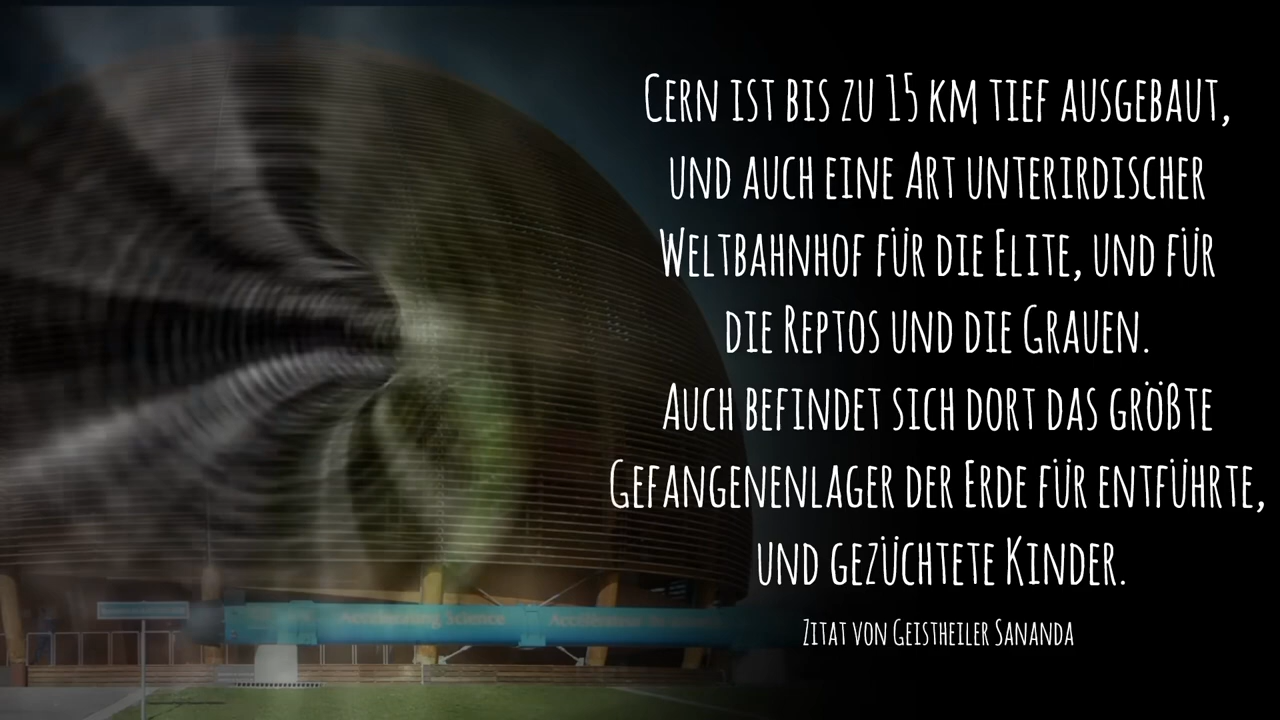 Cern ist bis zu 15 km tief ausgebaut,
und auch eine Art unterirdischer
Weltbahnhof für die Elite, und für
die Reptos und die Grauen.
Auch befindet sich dort das größte
Gefangenenlager der Erde für entführte,
und gezüchtete Kinder.
Zitat von Geistheiler Sananda
Accelerating Science